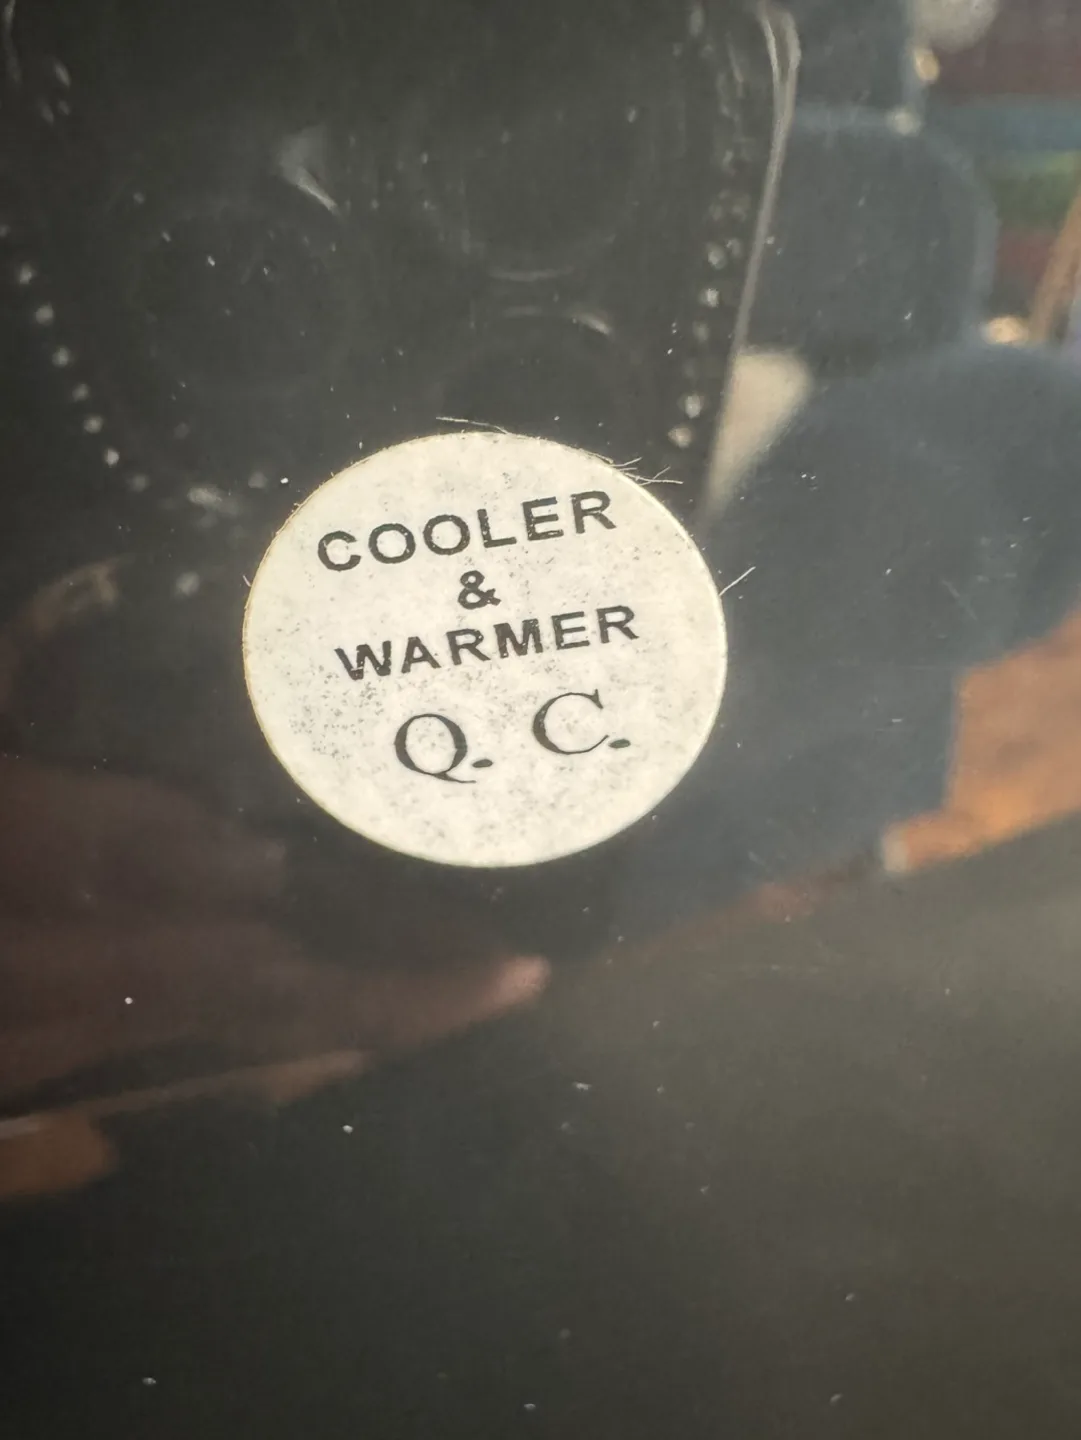 COOLER
&
WARMER
Q. C.